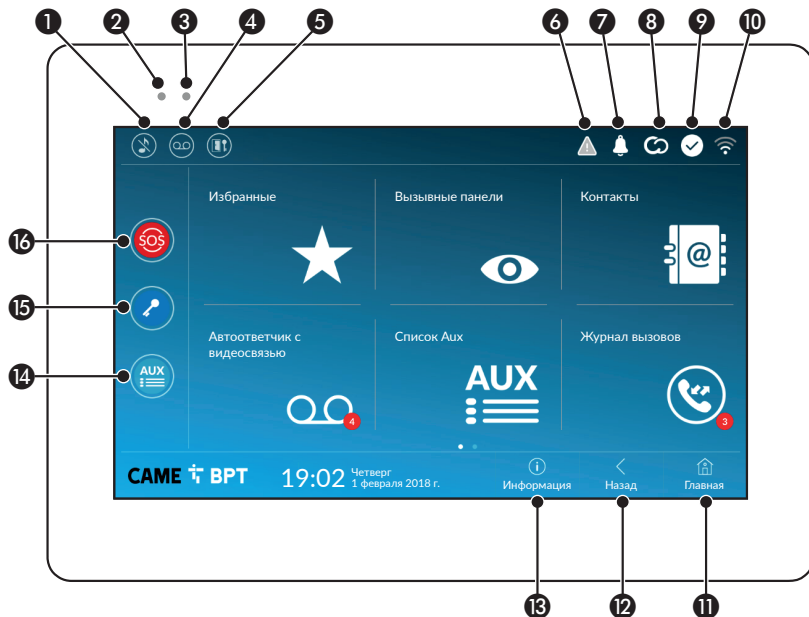 1 2 3 4 5 6 7 8 9 10
Избранные
Вызывные панели
Контакты
@
16
SOS
15
14
AUX
Автоответчик с
видеосвязью
4
Список Aux
AUX
Журнал вызовов
3
CAME BPT
19:02
Четверг
1 февраля 2018 г.
i
Информация
Назад
Главная
13 12 11